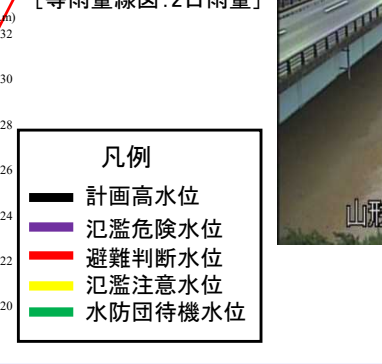 [等雨量線図:2日雨量]
m)
32
30
28
26
24
22
20
凡例
計画高水位
氾濫危険水位
避難判断水位
氾濫注意水位
水防団待機水位
山形